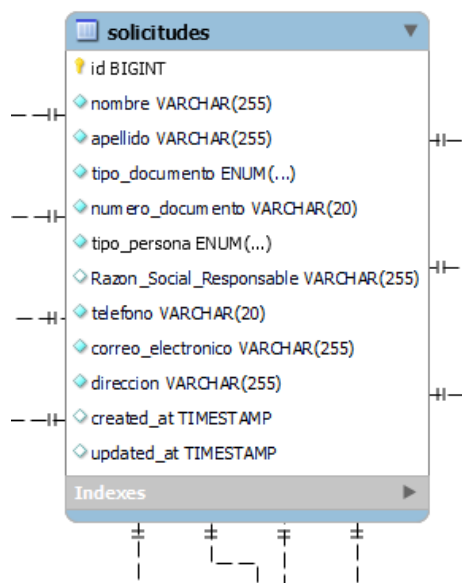 solicitudes
id BIGINT
nombre VARCHAR(255)
apellido VARCHAR(255)
tipo_documento ENUM(...)
numero_documento VARCHAR(20)
tipo_persona ENUM(...)
Razon_Social_Responsable VARCHAR(255)
telefono VARCHAR(20)
correo_electronico VARCHAR(255)
direccion VARCHAR(255)
created_at TIMESTAMP
updated_at TIMESTAMP
Indexes